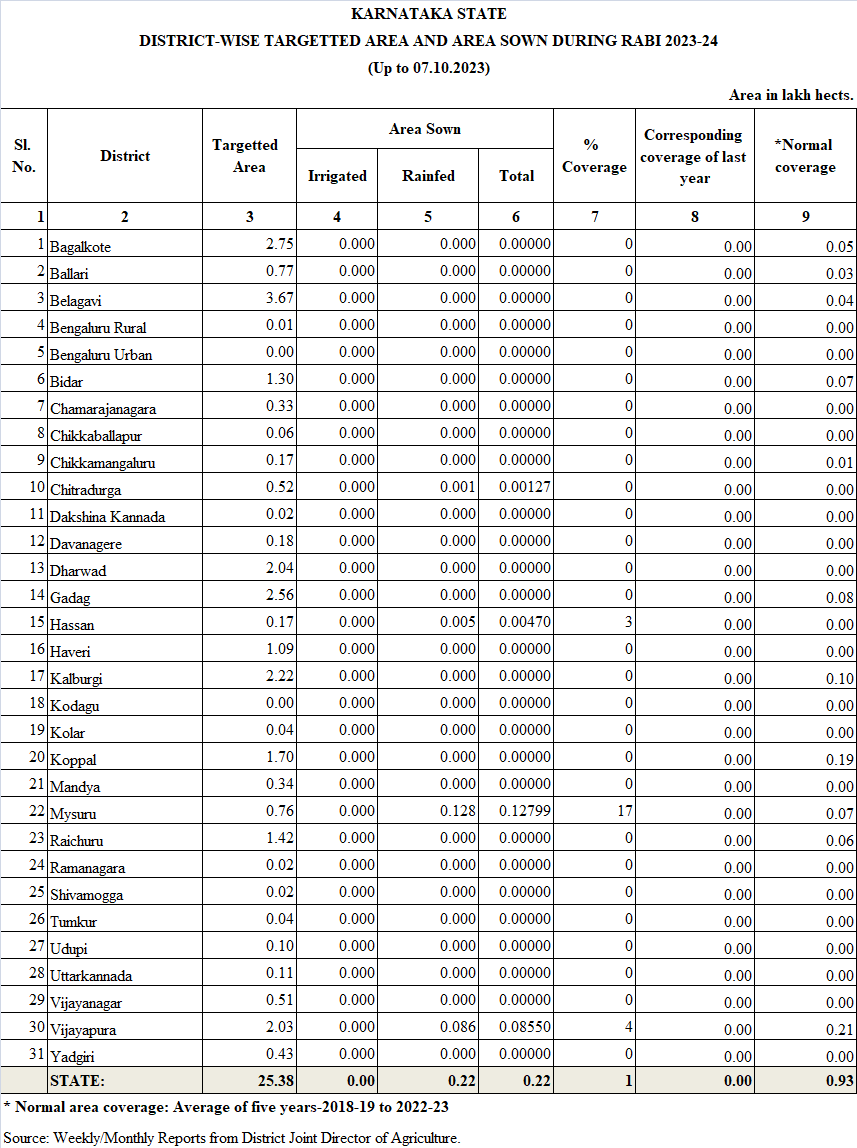 KARNATAKA STATE
DISTRICT-WISE TARGETTED AREA AND AREA SOWN DURING RABI 2023-24
(Up to 07.10.2023)
Area in lakh hects.
Sl. No. District Targetted Area Area Sown % Coverage Corresponding coverage of last year *Normal coverage
Irrigated Rainfed Total
1 2 3 4 5 6 7 8 9
1 Bagalkote 2.75 0.000 0.000 0.00000 0 0.00 0.05
2 Ballari 0.77 0.000 0.000 0.00000 0 0.00 0.03
3 Belagavi 3.67 0.000 0.000 0.00000 0 0.00 0.04
4 Bengaluru Rural 0.01 0.000 0.000 0.00000 0 0.00 0.00
5 Bengaluru Urban 0.00 0.000 0.000 0.00000 0 0.00 0.00
6 Bidar 1.30 0.000 0.000 0.00000 0 0.00 0.07
7 Chamarajanagara 0.33 0.000 0.000 0.00000 0 0.00 0.00
8 Chikkaballapur 0.06 0.000 0.000 0.00000 0 0.00 0.00
9 Chikkamangaluru 0.17 0.000 0.000 0.00000 0 0.00 0.01
10 Chitradurga 0.52 0.000 0.001 0.00127 0 0.00 0.00
11 Dakshina Kannada 0.02 0.000 0.000 0.00000 0 0.00 0.00
12 Davanagere 0.18 0.000 0.000 0.00000 0 0.00 0.00
13 Dharwad 2.04 0.000 0.000 0.00000 0 0.00 0.00
14 Gadag 2.56 0.000 0.000 0.00000 0 0.00 0.08
15 Hassan 0.17 0.000 0.005 0.00470 3 0.00 0.00
16 Haveri 1.09 0.000 0.000 0.00000 0 0.00 0.00
17 Kalburgi 2.22 0.000 0.000 0.00000 0 0.00 0.10
18 Kodagu 0.00 0.000 0.000 0.00000 0 0.00 0.00
19 Kolar 0.04 0.000 0.000 0.00000 0 0.00 0.00
20 Koppal 1.70 0.000 0.000 0.00000 0 0.00 0.19
21 Mandya 0.34 0.000 0.000 0.00000 0 0.00 0.00
22 Mysuru 0.76 0.000 0.128 0.12799 17 0.00 0.07
23 Raichuru 1.42 0.000 0.000 0.00000 0 0.00 0.06
24 Ramanagara 0.02 0.000 0.000 0.00000 0 0.00 0.00
25 Shivamogga 0.02 0.000 0.000 0.00000 0 0.00 0.00
26 Tumkur 0.04 0.000 0.000 0.00000 0 0.00 0.00
27 Udupi 0.10 0.000 0.000 0.00000 0 0.00 0.00
28 Uttarkannada 0.11 0.000 0.000 0.00000 0 0.00 0.00
29 Vijayanagar 0.51 0.000 0.000 0.00000 0 0.00 0.00
30 Vijayapura 2.03 0.000 0.086 0.08550 4 0.00 0.21
31 Yadgiri 0.43 0.000 0.000 0.00000 0 0.00 0.00
STATE: 25.38 0.00 0.22 0.22 1 0.00 0.93
* Normal area coverage: Average of five years-2018-19 to 2022-23
Source: Weekly/Monthly Reports from District Joint Director of Agriculture.